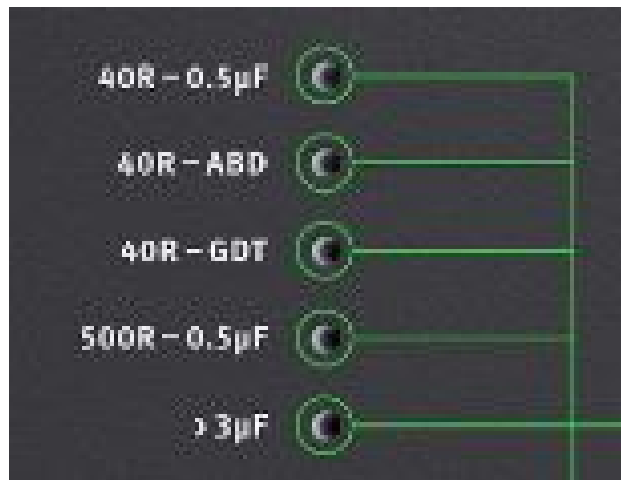 40R – 0.5µF
40R – ABD
40R – GDT
500R – 0.5µF
› 3µF